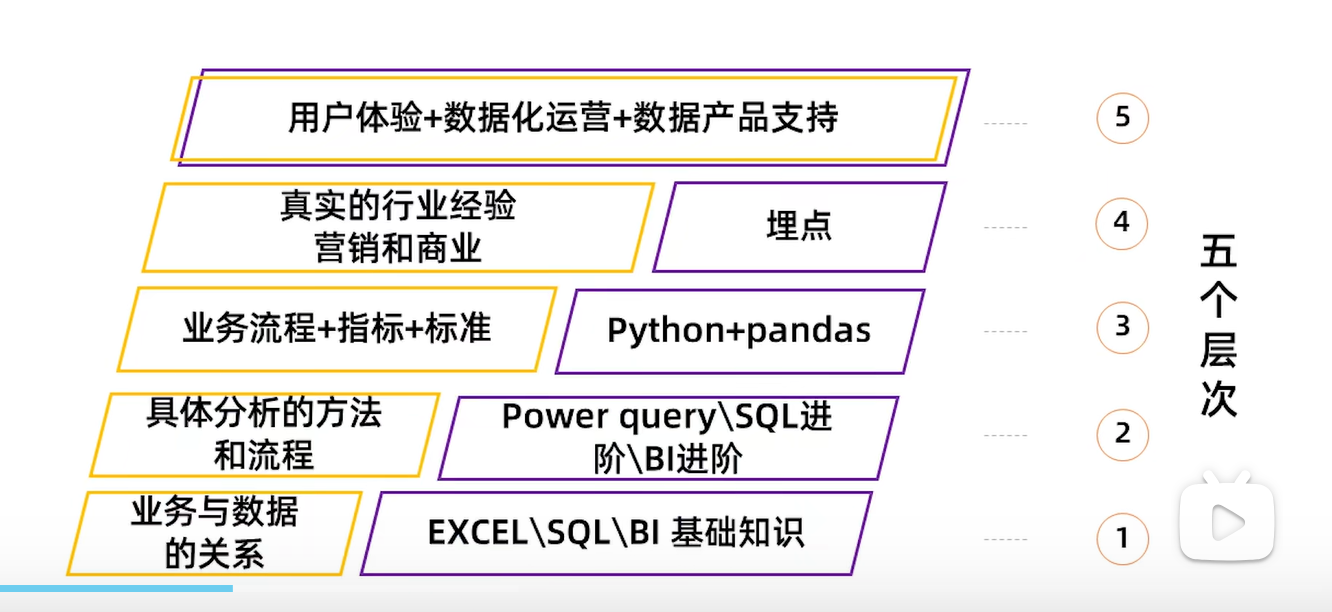 用户体验+数据化运营+数据产品支持
5
真实的行业经验
营销和商业
埋点
4
业务流程+指标+标准
Python+pandas
3
具体分析的方法
和流程
Power query\SQL进
阶\BI进阶
2
业务与数据
的关系
EXCEL\SQL\BI 基础知识
1
五个层次